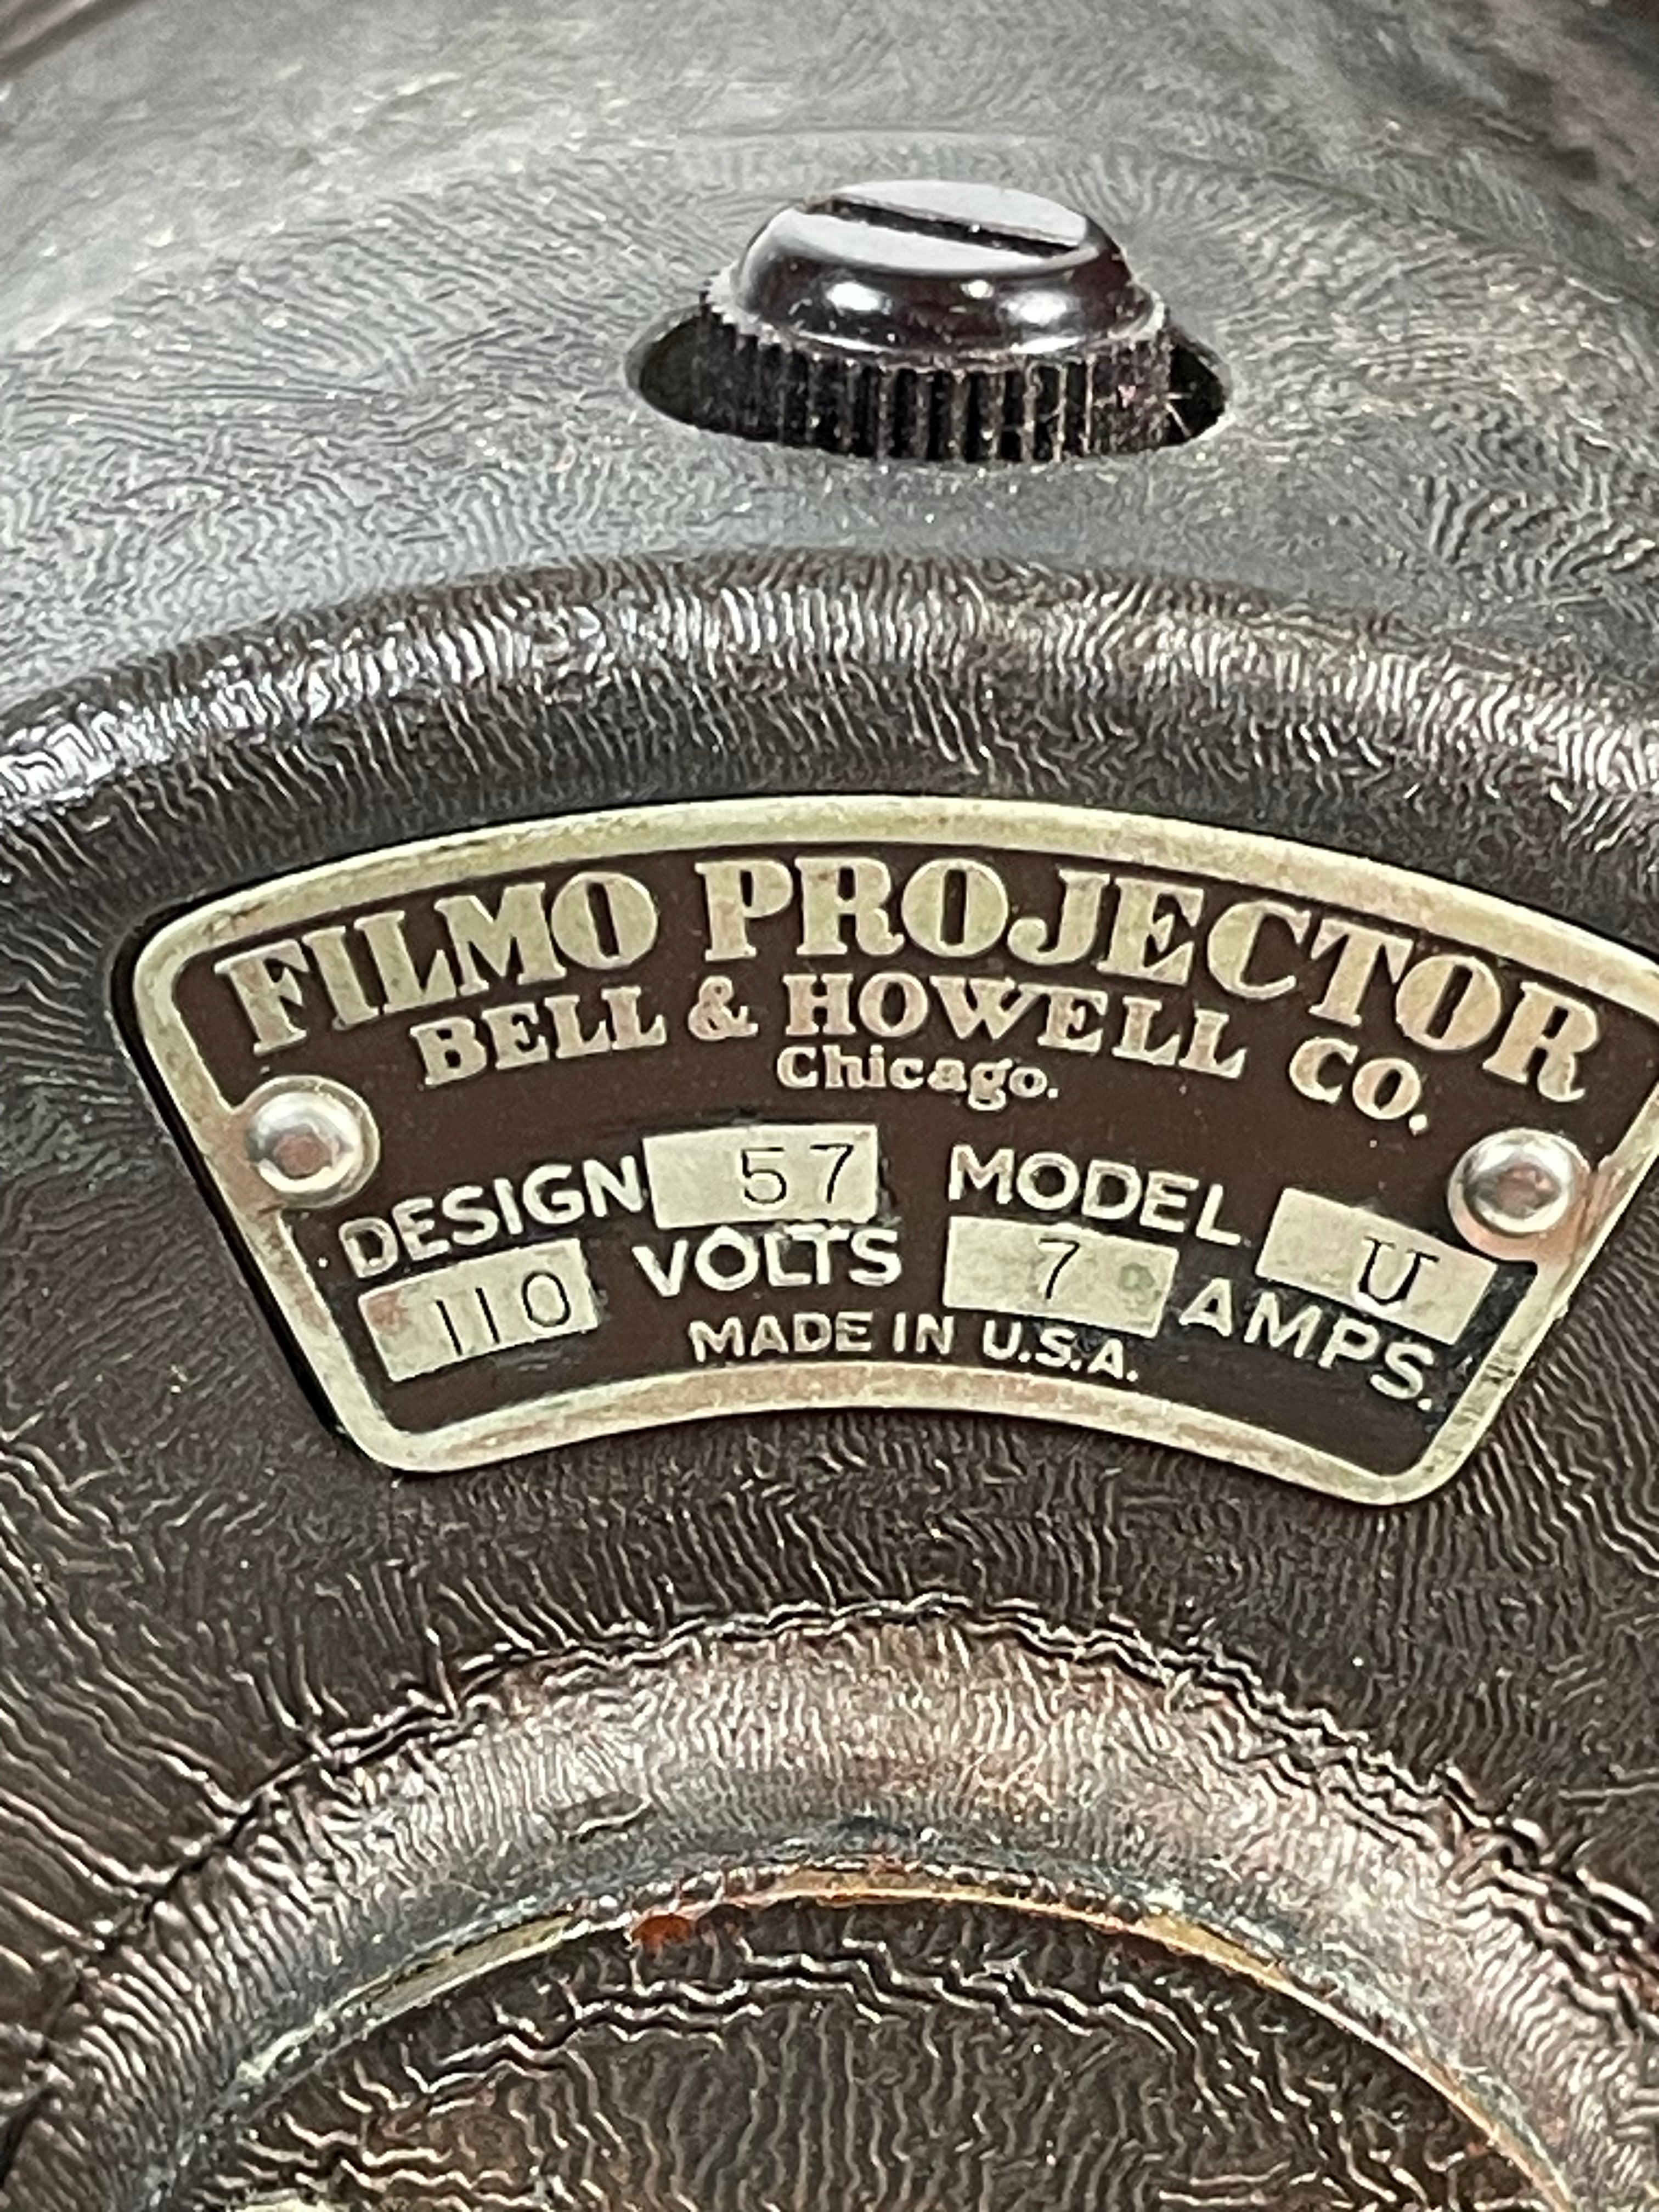 FILMO PROJECTOR
BELL & HOWELL CO.
Chicago.
DESIGN 57 MODEL U
110 VOLTS 7 AMPS.
MADE IN U.S.A.